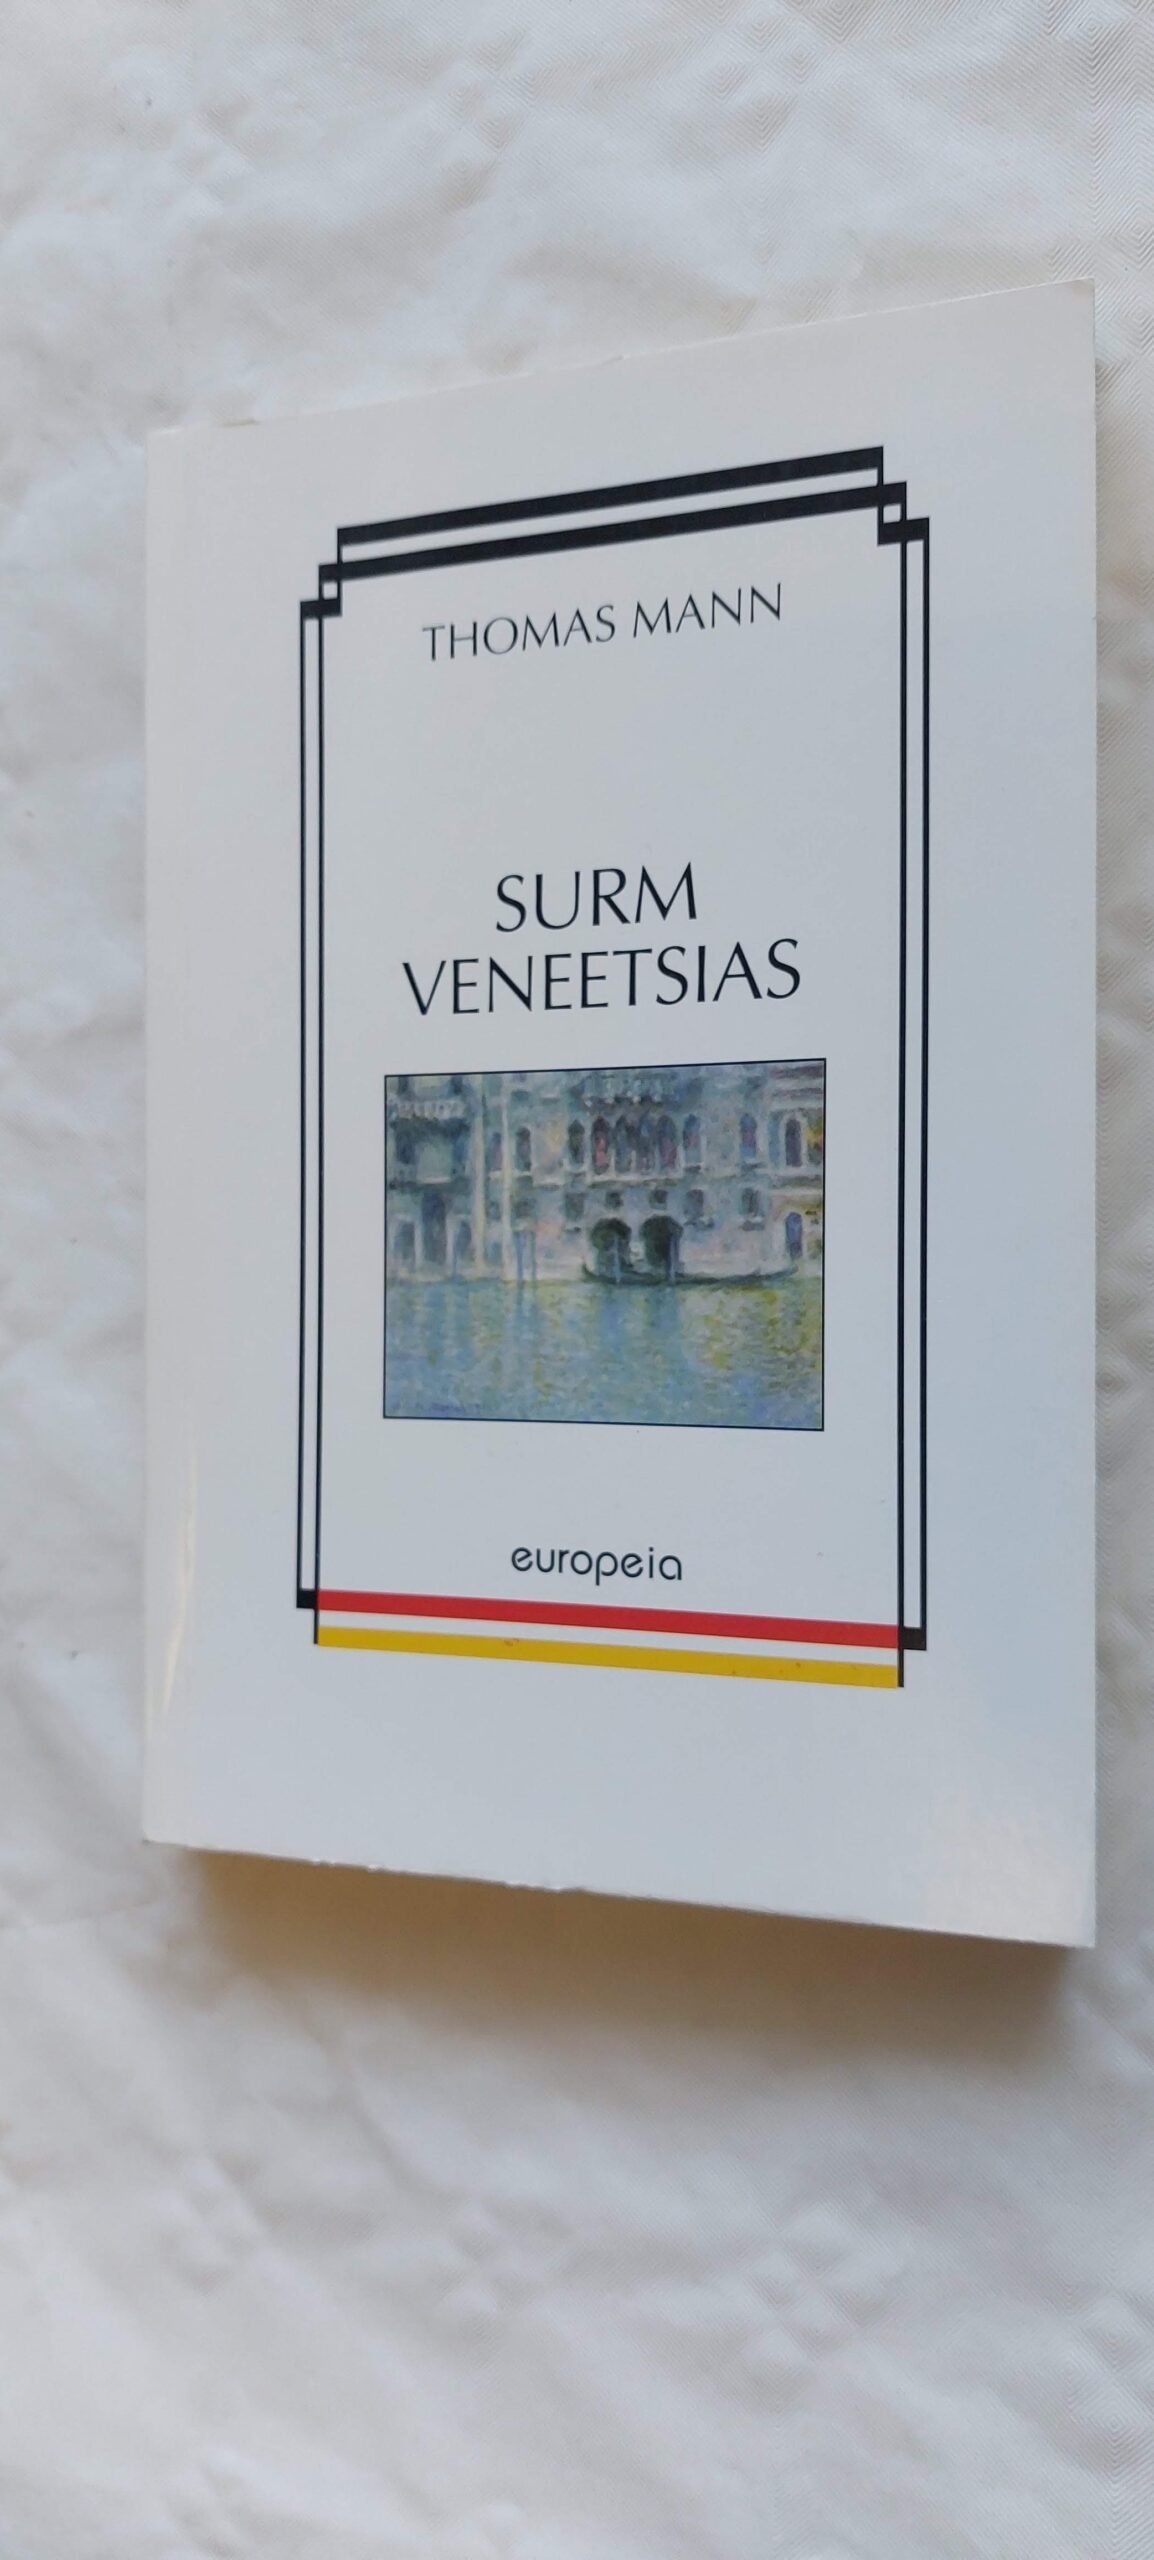 THOMAS MANN
SURM
VENEETSIAS
europeia